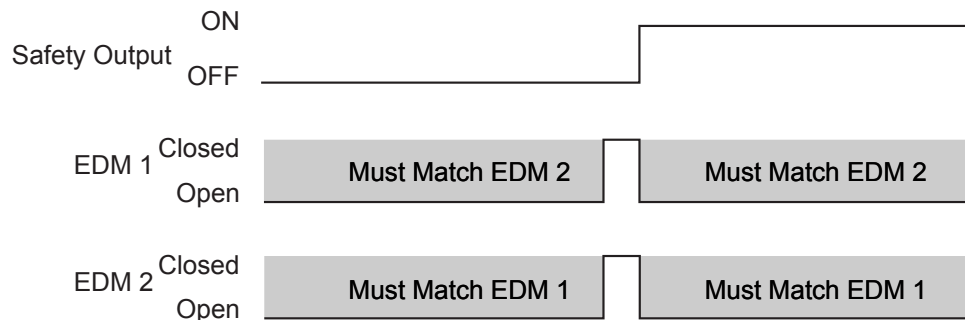 ON
Safety Output
OFF
Closed
EDM 1
Open
Must Match EDM 2
Must Match EDM 2
Closed
EDM 2
Open
Must Match EDM 1
Must Match EDM 1